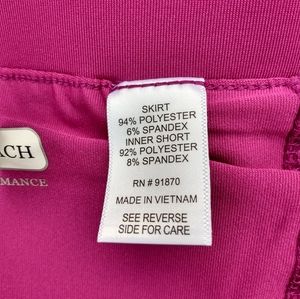 SKIRT
94% POLYESTER
6% SPANDEX
INNER SHORT
92% POLYESTER
8% SPANDEX
RN # 91870
MADE IN VIETNAM
SEE REVERSE
SIDE FOR CARE
ACH
MANCE